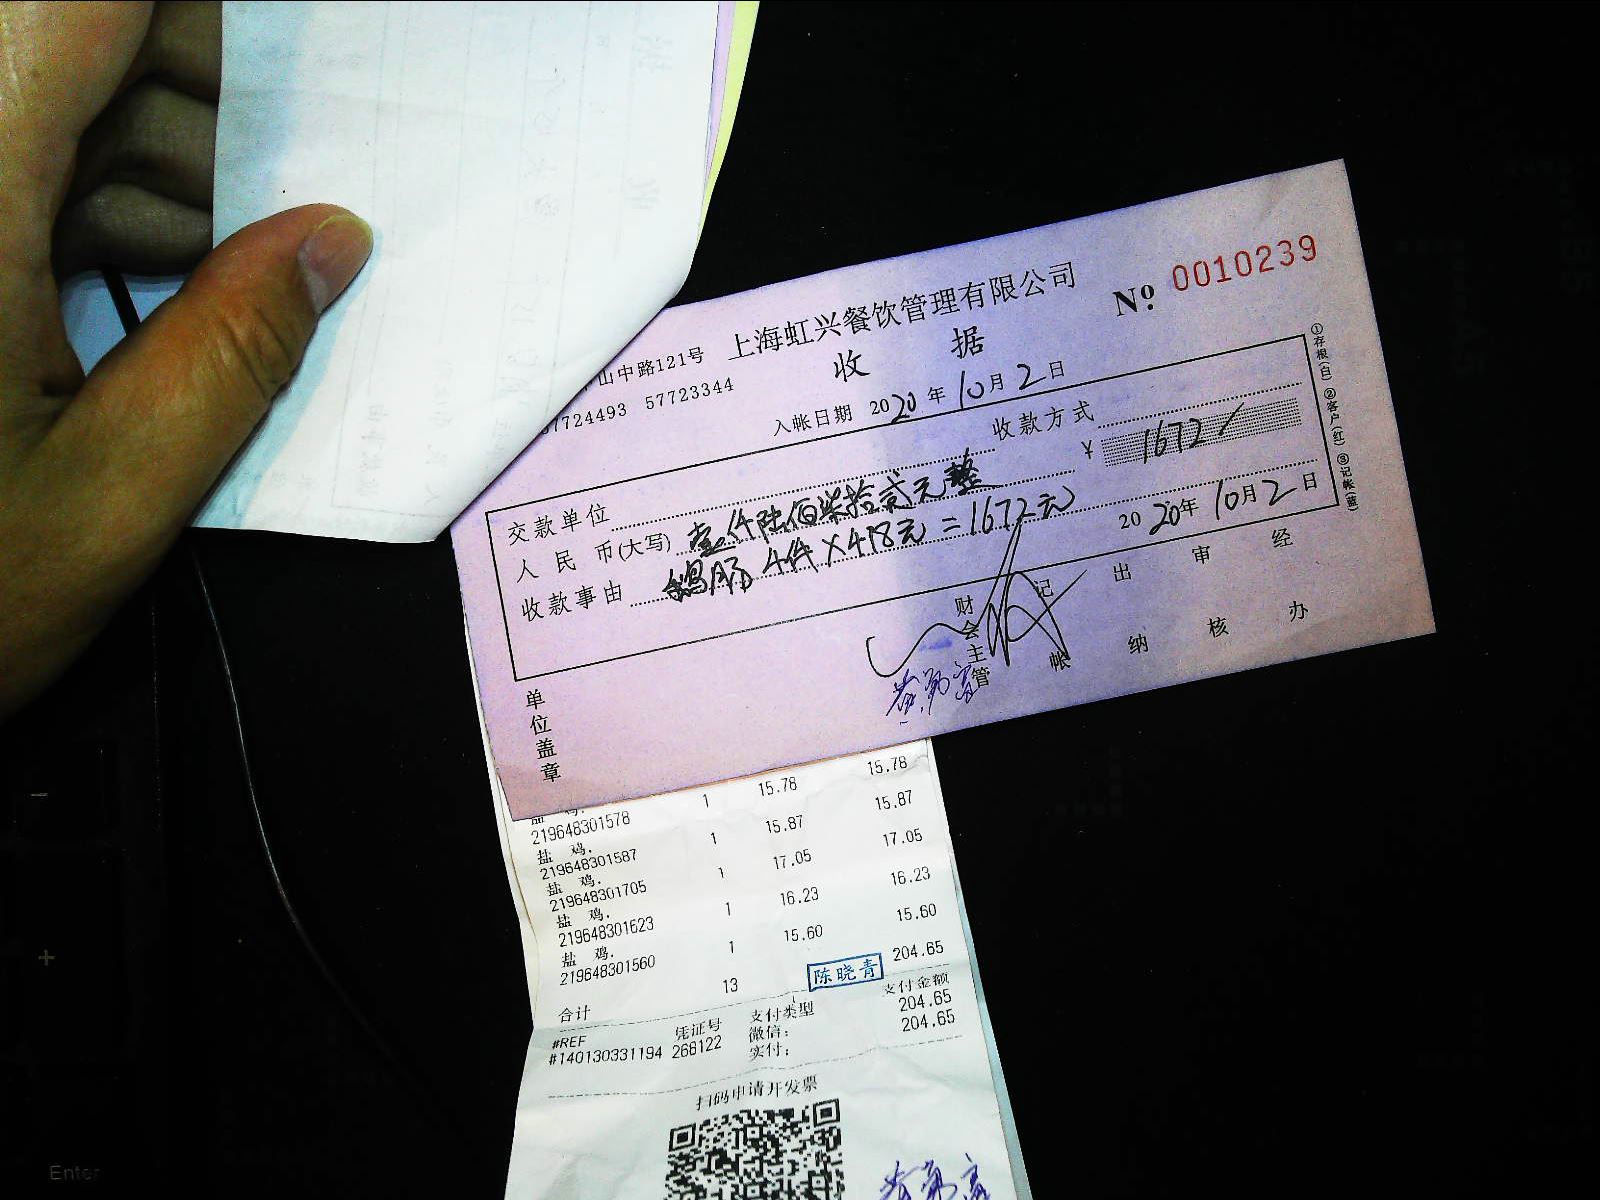 山中路121号
57724493 57723344
上海虹兴餐饮管理有限公司
Nº 0010239
收 据
入帐日期 2020年10月2日
交款单位
收款方式
人民币(大写) 壹仟陆佰柒拾贰元整
¥ 1672
收款事由 鹅肠 4件×418元=1672元
2020年10月2日
①存根(白) ②客户(红) ③记帐(蓝)
单位盖章
财会主管
记帐
出纳
审核
经办
盐 鸡.
219648301578 1 15.78 15.78
盐 鸡.
219648301587 1 15.87 15.87
盐 鸡.
219648301705 1 17.05 17.05
盐 鸡.
219648301623 1 16.23 16.23
盐 鸡.
219648301560 1 15.60 15.60
合计 13 204.65
陈晓青
#REF 凭证号 支付类型 支付金额
#140130331194 268122 微信: 204.65
实付: 204.65
扫码申请开发票
Enter